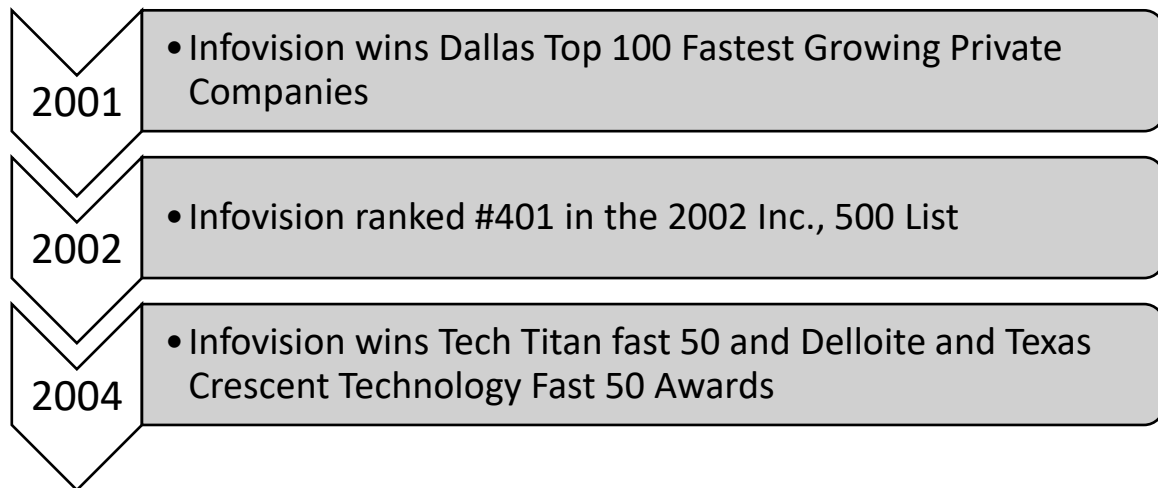 2001
• Infovision wins Dallas Top 100 Fastest Growing Private
Companies
2002
• Infovision ranked #401 in the 2002 Inc., 500 List
2004
• Infovision wins Tech Titan fast 50 and Delloite and Texas
Crescent Technology Fast 50 Awards